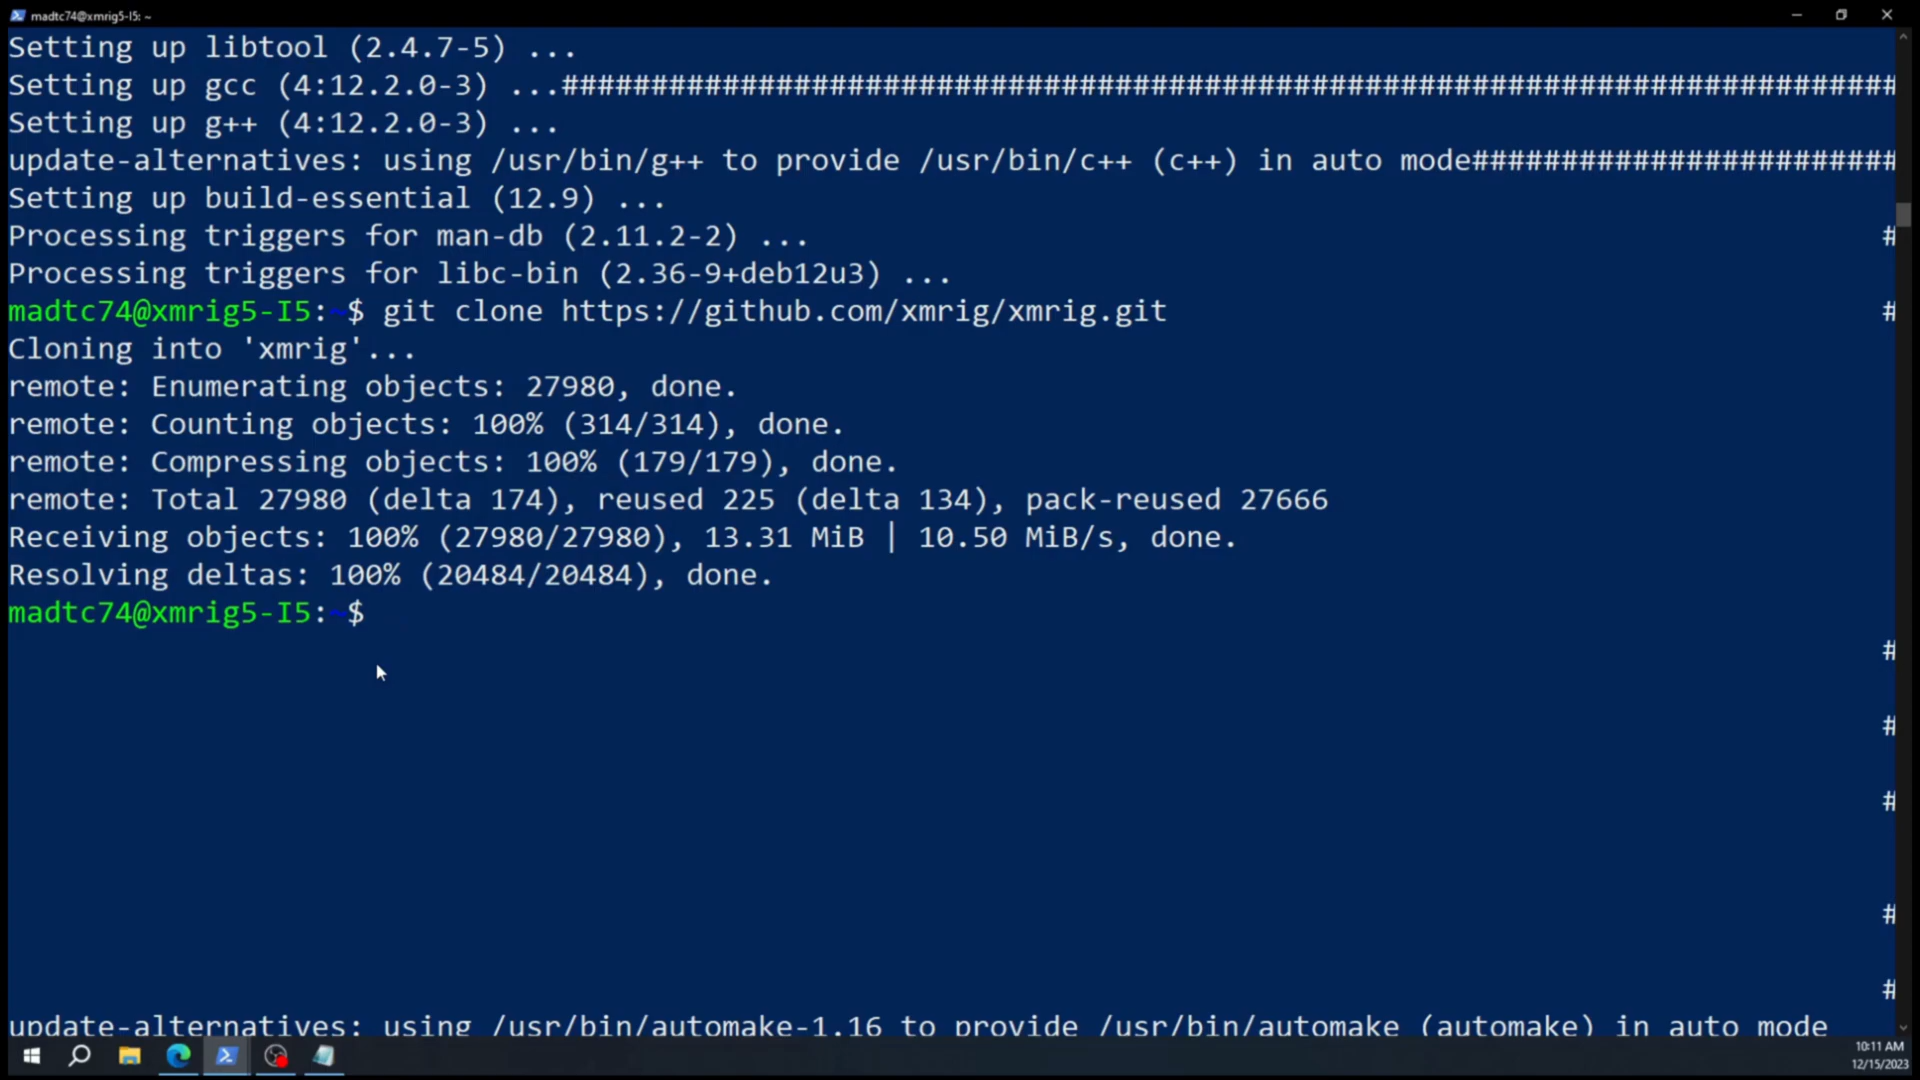 madtc74@xmrig5-I5: ~
Setting up libtool (2.4.7-5) ...
Setting up gcc (4:12.2.0-3) ...###########################################################################
Setting up g++ (4:12.2.0-3) ...
update-alternatives: using /usr/bin/g++ to provide /usr/bin/c++ (c++) in auto mode########################
Setting up build-essential (12.9) ...
Processing triggers for man-db (2.11.2-2) ... #
Processing triggers for libc-bin (2.36-9+deb12u3) ...
madtc74@xmrig5-I5:~$ git clone https://github.com/xmrig/xmrig.git #
Cloning into 'xmrig'...
remote: Enumerating objects: 27980, done.
remote: Counting objects: 100% (314/314), done.
remote: Compressing objects: 100% (179/179), done.
remote: Total 27980 (delta 174), reused 225 (delta 134), pack-reused 27666
Receiving objects: 100% (27980/27980), 13.31 MiB | 10.50 MiB/s, done.
Resolving deltas: 100% (20484/20484), done.
madtc74@xmrig5-I5:~$
#
#
#
#
#
update-alternatives: using /usr/bin/automake-1.16 to provide /usr/bin/automake (automake) in auto mode
10:11 AM
12/15/2023